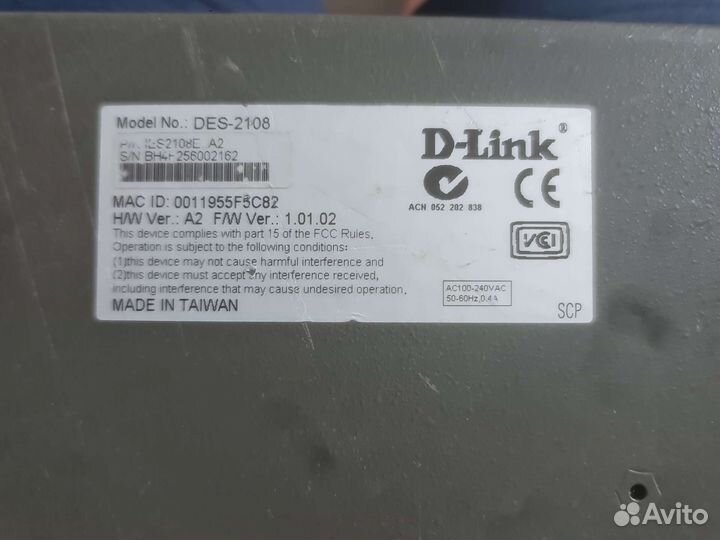 Model No.: DES-2108
A2
S/N BH4F256002162
MAC ID: 0011955F5C82
H/W Ver.: A2 F/W Ver.: 1.01.02
This device complies with part 15 of the FCC Rules.
Operation is subject to the following conditions:
(1)this device may not cause harmful interference and
(2)this device must accept any interference received,
including interference that may cause undesired operation.
MADE IN TAIWAN
D-Link®
ACN 052 202 838
CE
VCCI
AC100-240VAC
50-60Hz,0.4A
SCP
Avito